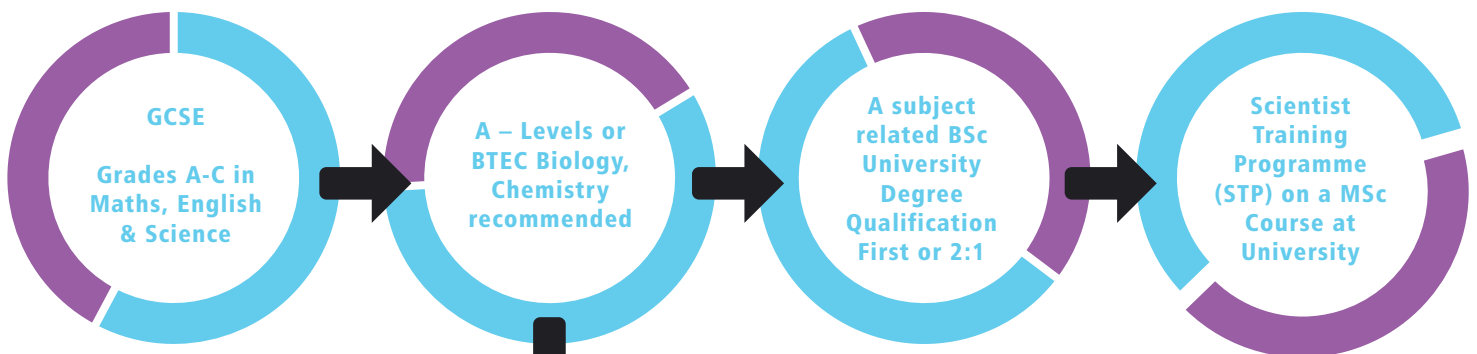 GCSE
Grades A-C in
Maths, English
& Science
A – Levels or
BTEC Biology,
Chemistry
recommended
A subject
related BSc
University
Degree
Qualification
First or 2:1
Scientist
Training
Programme
(STP) on a MSc
Course at
University